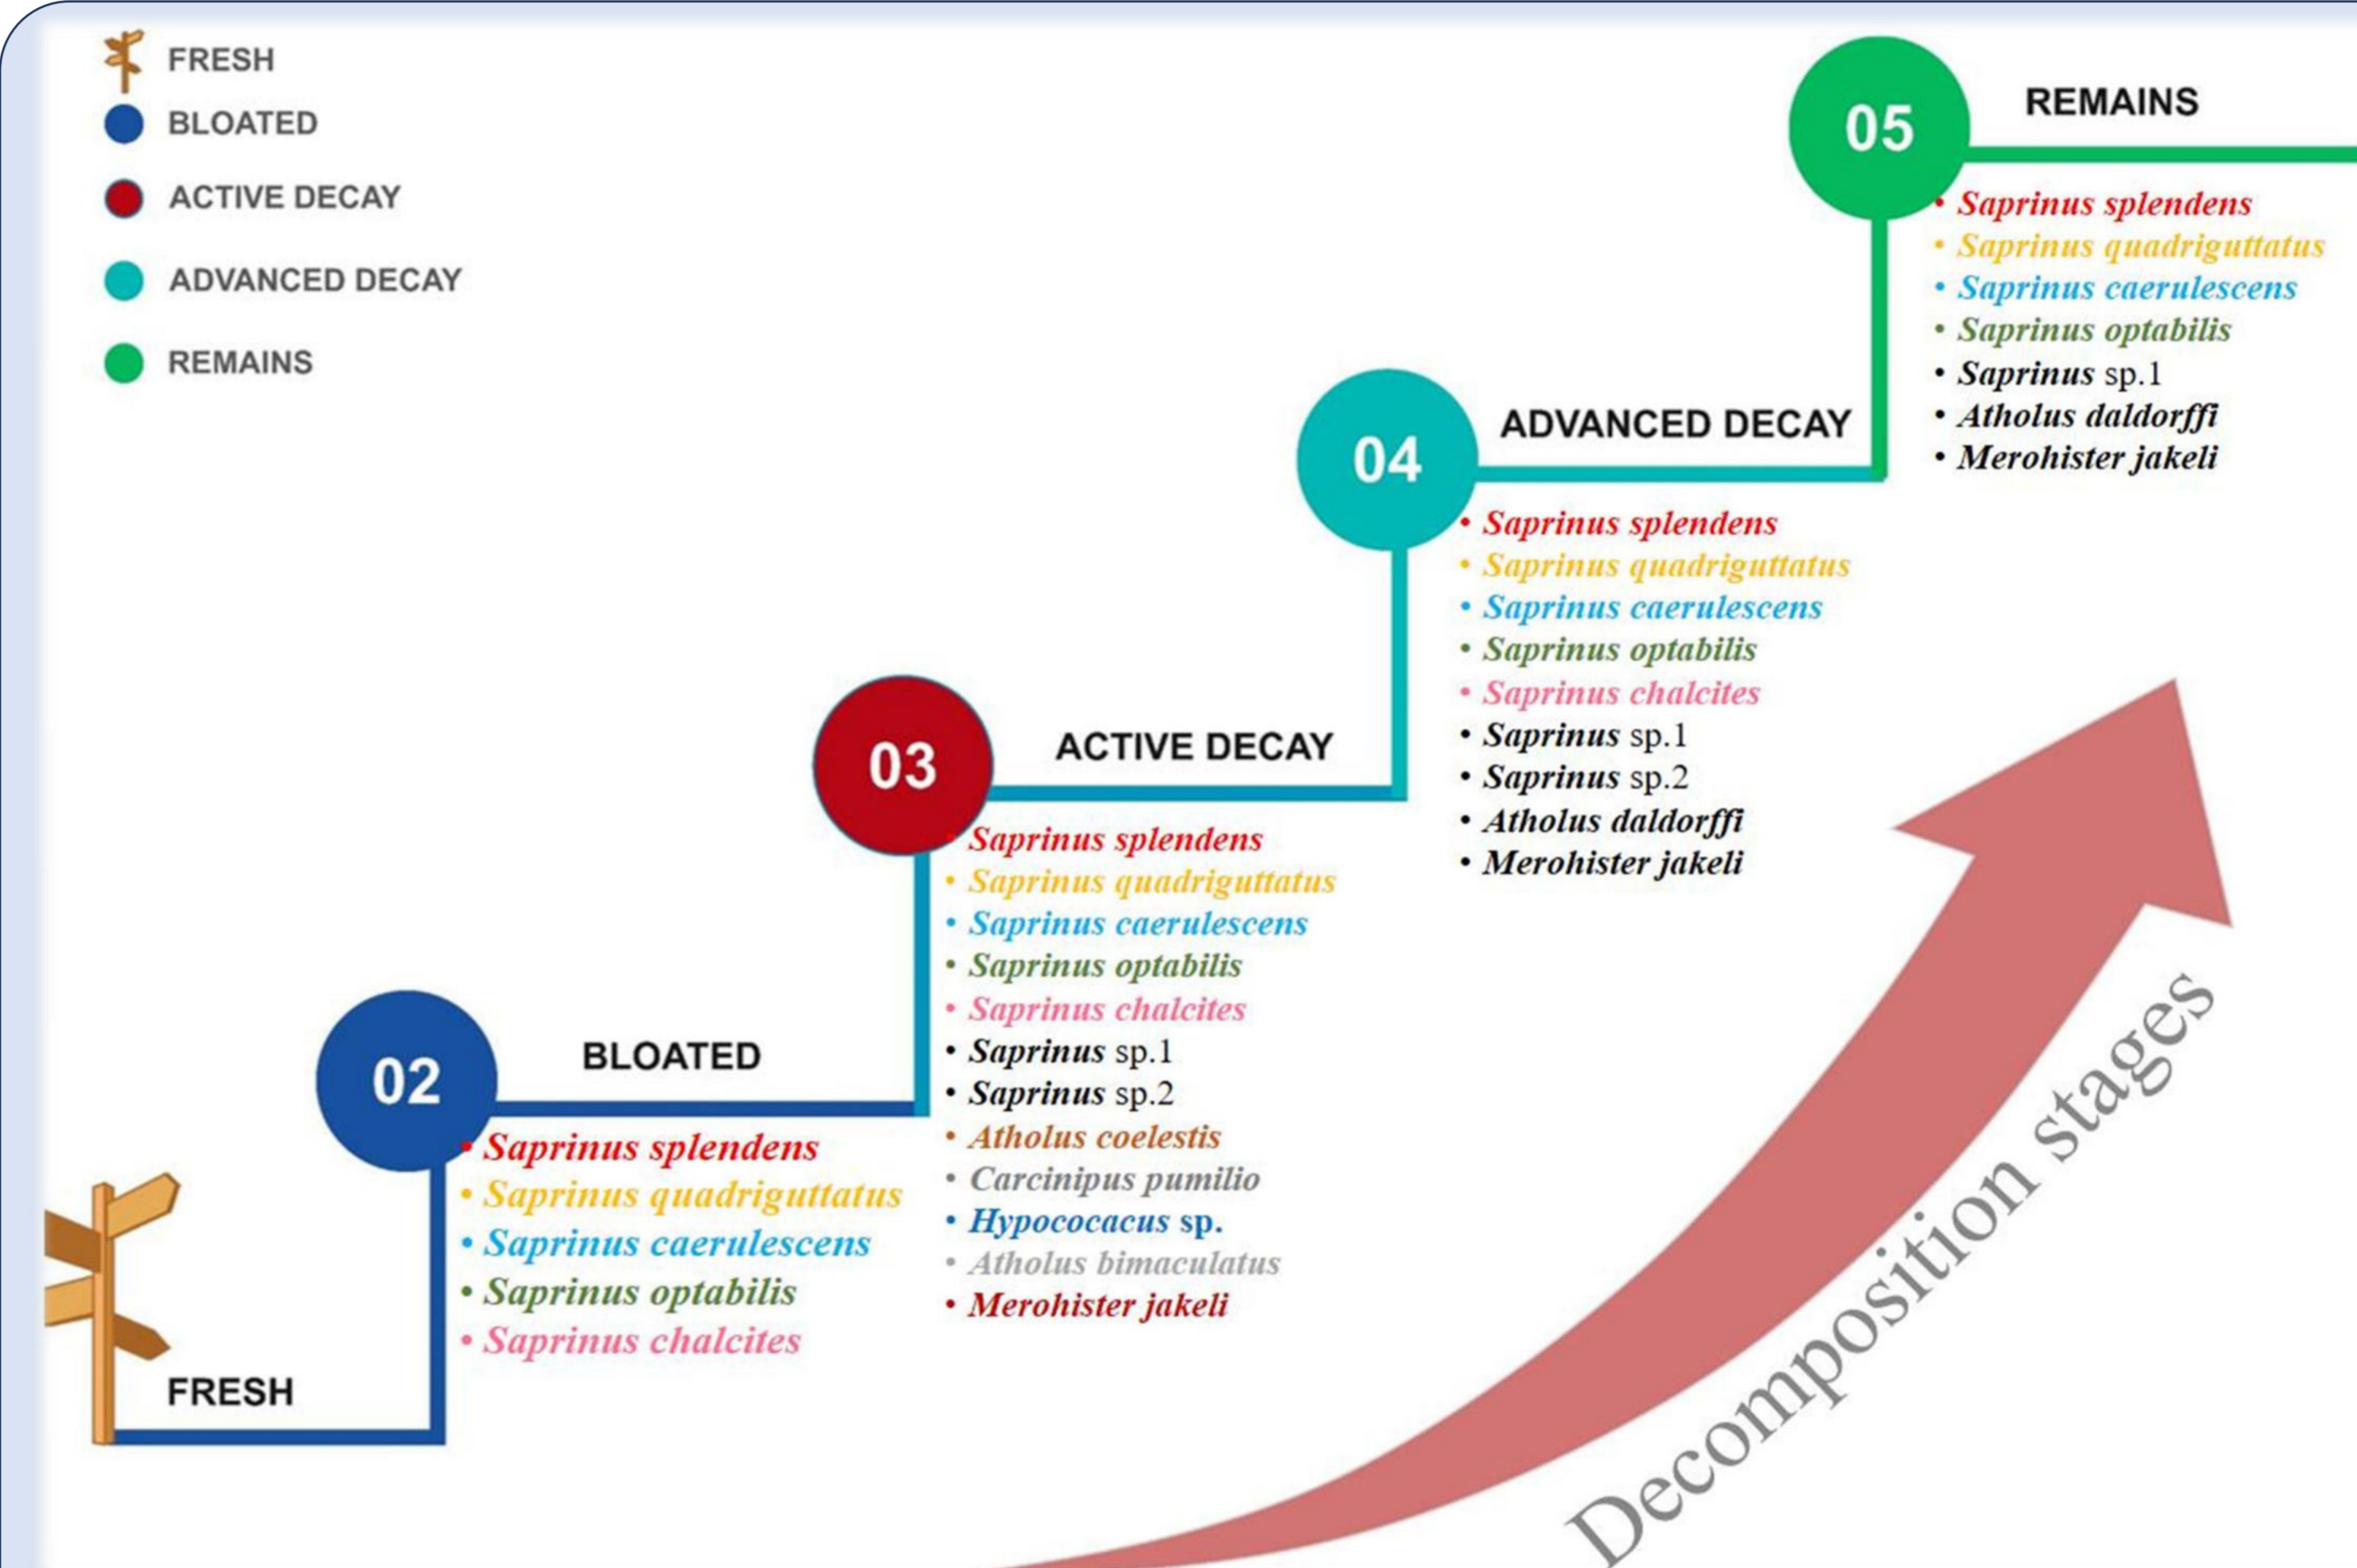 FRESH
BLOATED
ACTIVE DECAY
ADVANCED DECAY
REMAINS
05
REMAINS
• Saprinus splendens
• Saprinus quadriguttatus
• Saprinus caerulescens
• Saprinus optabilis
• Saprinus sp.1
• Atholus daldorffi
• Merohister jakeli
04
ADVANCED DECAY
• Saprinus splendens
• Saprinus quadriguttatus
• Saprinus caerulescens
• Saprinus optabilis
• Saprinus chalcites
• Saprinus sp.1
• Saprinus sp.2
• Atholus daldorffi
• Merohister jakeli
03
ACTIVE DECAY
• Saprinus splendens
• Saprinus quadriguttatus
• Saprinus caerulescens
• Saprinus optabilis
• Saprinus chalcites
• Saprinus sp.1
• Saprinus sp.2
• Atholus coelestis
• Carcinipus pumilio
• Hypococacus sp.
• Atholus bimaculatus
• Merohister jakeli
02
BLOATED
• Saprinus splendens
• Saprinus quadriguttatus
• Saprinus caerulescens
• Saprinus optabilis
• Saprinus chalcites
FRESH
Decomposition stages